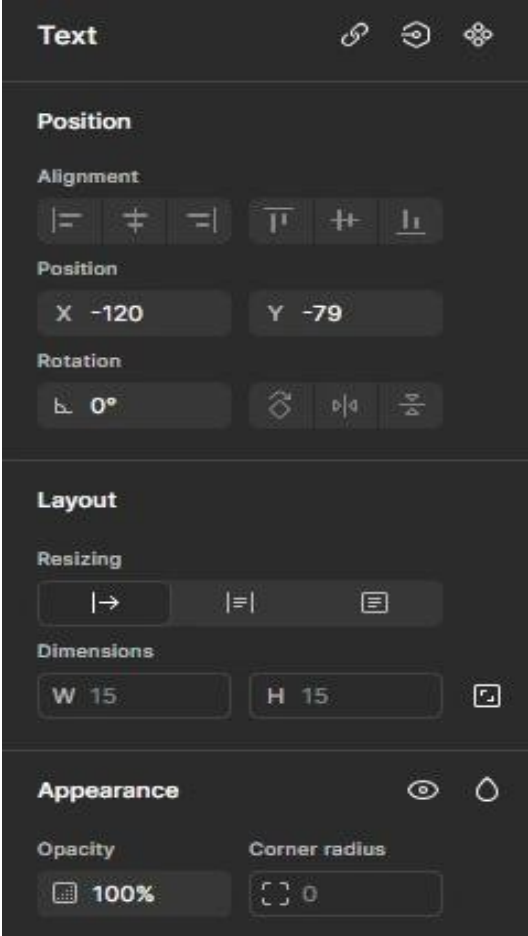 Text
Position
Alignment
Position
X -120 Y -79
Rotation
0°
Layout
Resizing
Dimensions
W 15 H 15
Appearance
Opacity Corner radius
100% 0